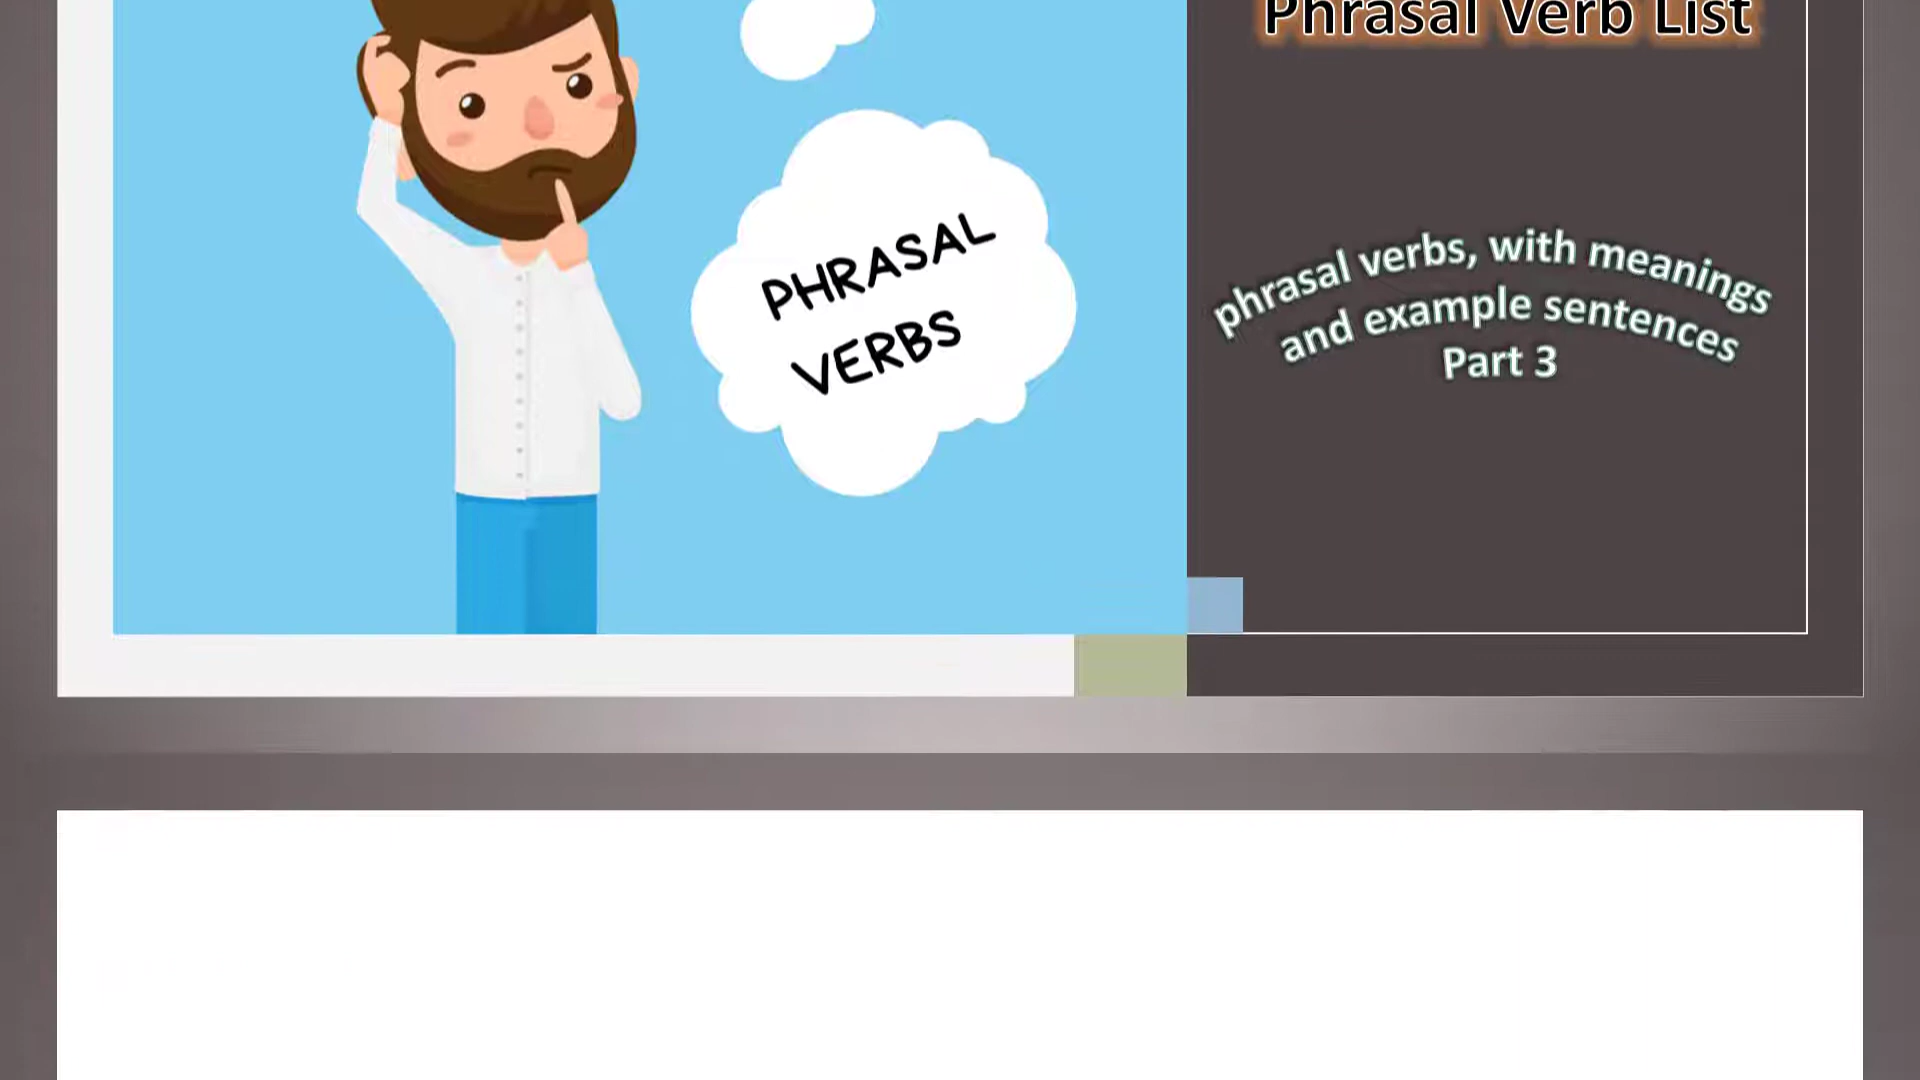 Phrasal Verb List
PHRASAL
VERBS
phrasal verbs, with meanings
and example sentences
Part 3